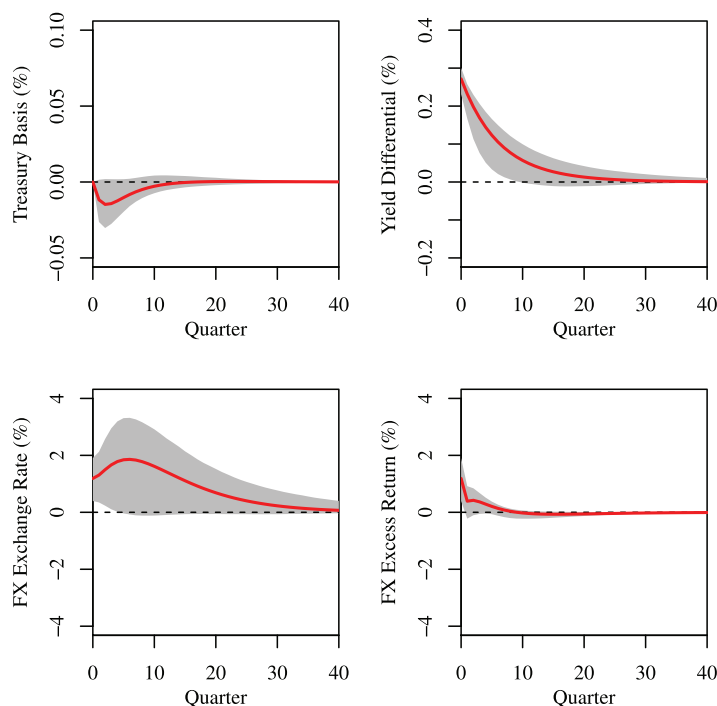 Treasury Basis (%)
0.10
0.05
0.00
−0.05
0 10 20 30 40
Quarter
Yield Differential (%)
0.4
0.2
0.0
−0.2
0 10 20 30 40
Quarter
FX Exchange Rate (%)
4
2
0
−2
−4
0 10 20 30 40
Quarter
FX Excess Return (%)
4
2
0
−2
−4
0 10 20 30 40
Quarter